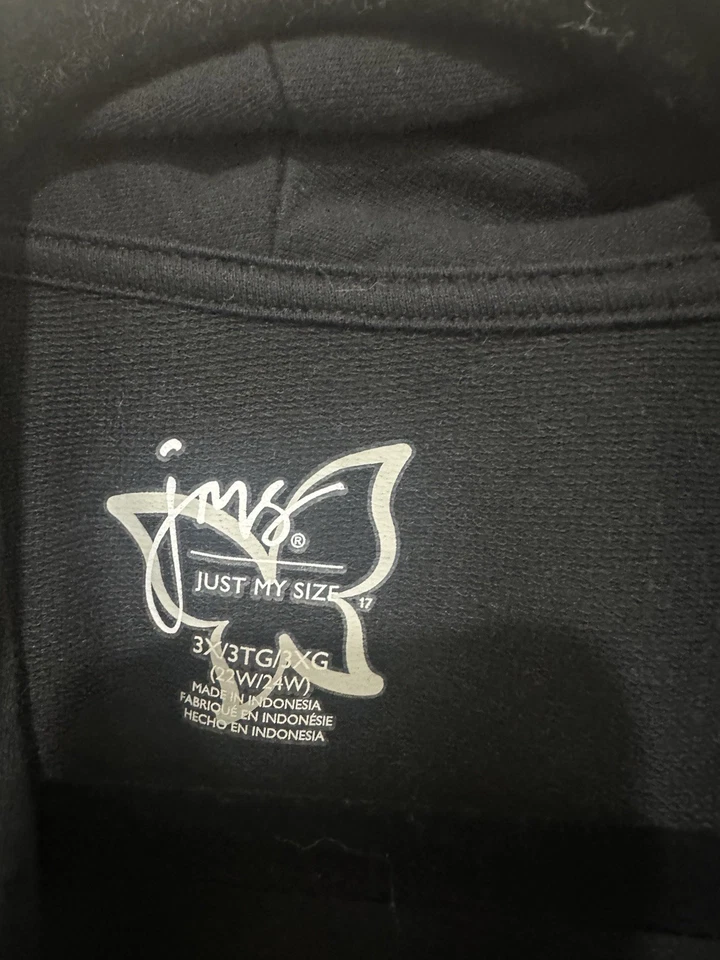 jms®
JUST MY SIZE
17
3X/3TG/3XG
(22W/24W)
MADE IN INDONESIA
FABRIQUÉ EN INDONÉSIE
HECHO EN INDONESIA